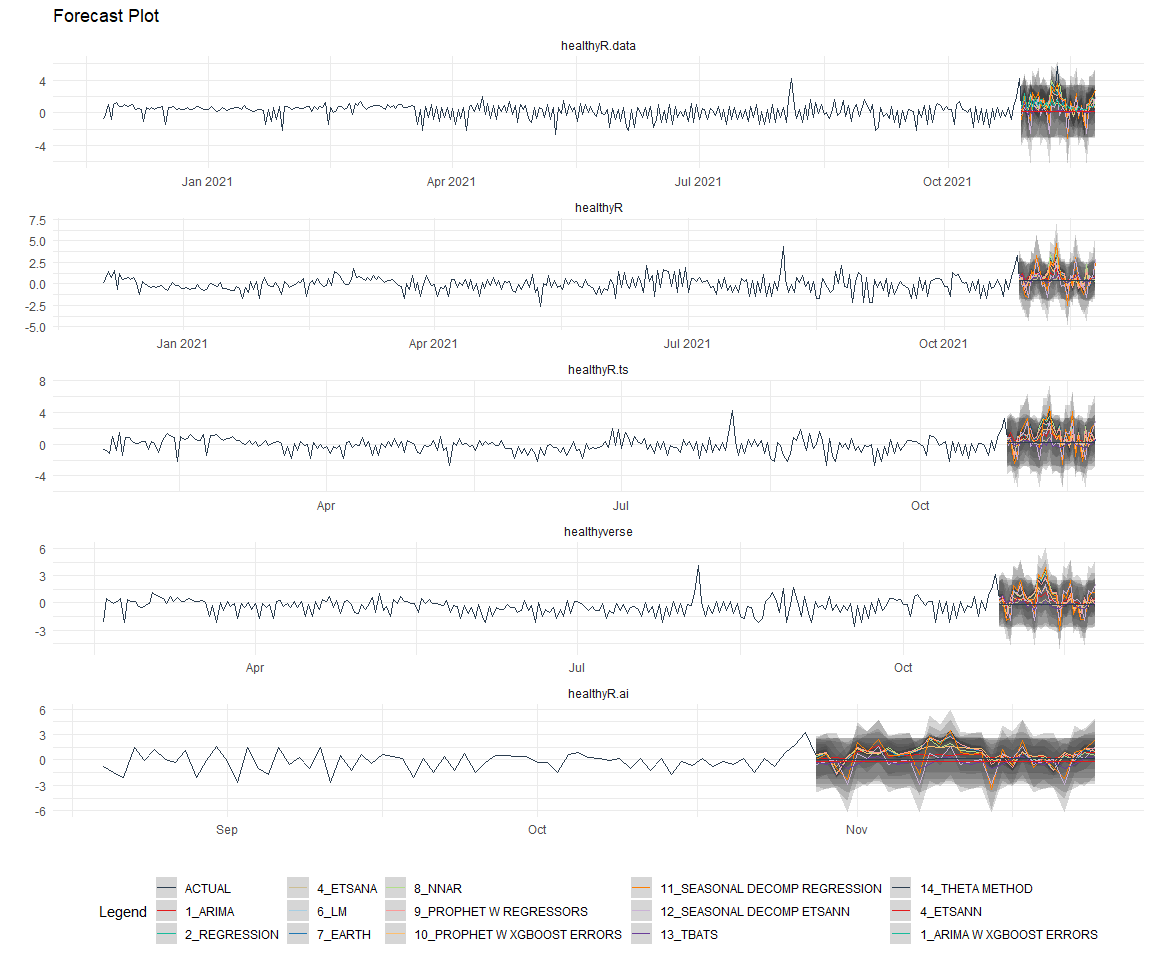 Forecast Plot
healthyR.data
4
0
-4
Jan 2021 Apr 2021 Jul 2021 Oct 2021
healthyR
7.5
5.0
2.5
0.0
-2.5
-5.0
Jan 2021 Apr 2021 Jul 2021 Oct 2021
healthyR.ts
8
4
0
-4
Apr Jul Oct
healthyverse
6
3
0
-3
Apr Jul Oct
healthyR.ai
6
3
0
-3
-6
Sep Oct Nov
ACTUAL 4_ETSANA 8_NNAR 11_SEASONAL DECOMP REGRESSION 14_THETA METHOD
Legend 1_ARIMA 6_LM 9_PROPHET W REGRESSORS 12_SEASONAL DECOMP ETSANN 4_ETSANN
2_REGRESSION 7_EARTH 10_PROPHET W XGBOOST ERRORS 13_TBATS 1_ARIMA W XGBOOST ERRORS